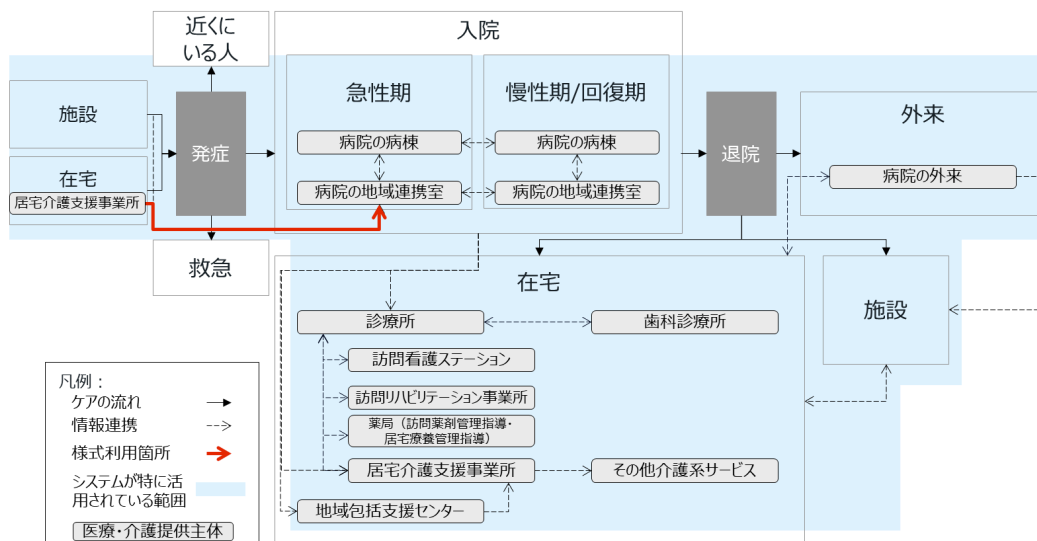 近くに
いる人
入院
急性期
慢性期/回復期
施設
発症
病院の病棟
病院の病棟
退院
外来
在宅
病院の地域連携室
病院の地域連携室
病院の外来
居宅介護支援事業所
救急
在宅
施設
診療所
歯科診療所
訪問看護ステーション
訪問リハビリテーション事業所
薬局（訪問薬剤管理指導・
居宅療養管理指導）
居宅介護支援事業所
その他介護系サービス
地域包括支援センター
凡例：
ケアの流れ
情報連携
様式利用箇所
システムが特に活
用されている範囲
医療・介護提供主体